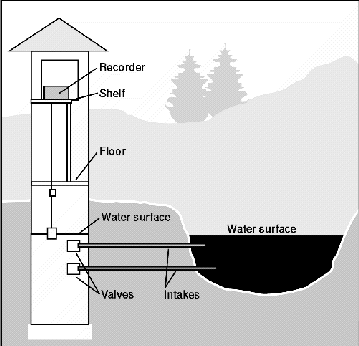 Recorder
Shelf
Floor
Water surface
Water surface
Valves
Intakes